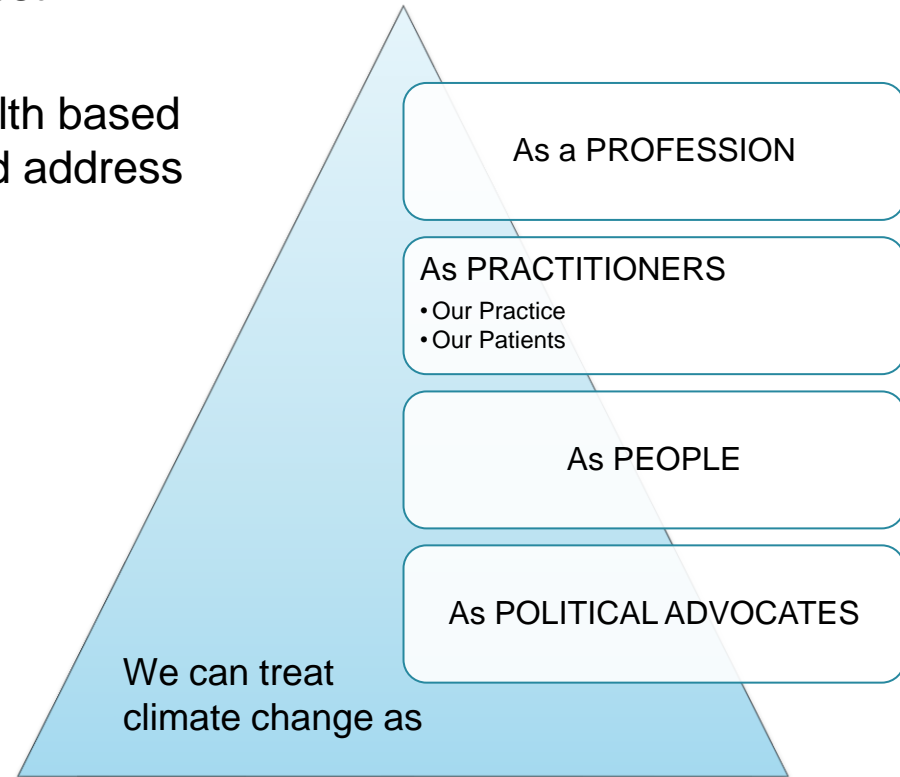 based
address
As a PROFESSION
As PRACTITIONERS
• Our Practice
• Our Patients
As PEOPLE
As POLITICAL ADVOCATES
We can treat
climate change as